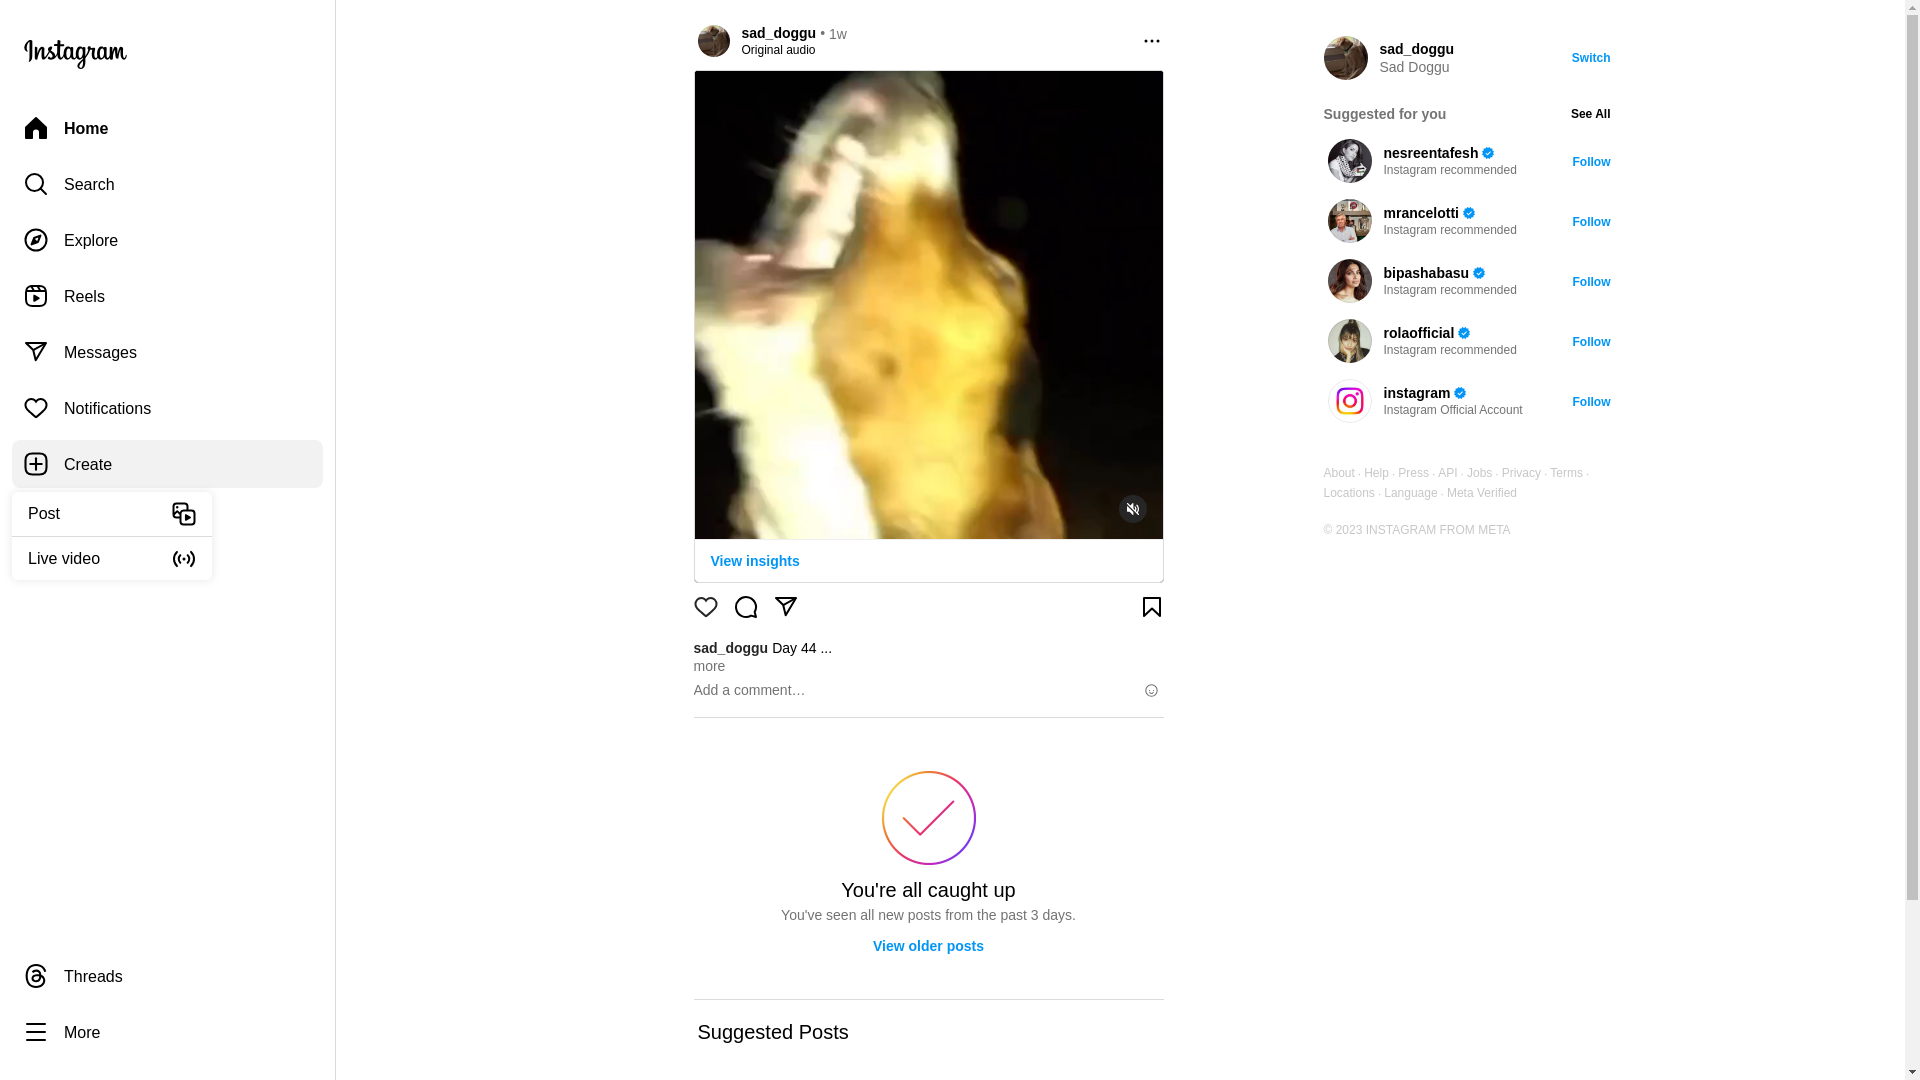 Instagram
Home
Search
Explore
Reels
Messages
Notifications
Create
Post
Live video
Threads
More
sad_doggu • 1w
Original audio
View insights
sad_doggu Day 44 ...
more
Add a comment…
You're all caught up
You've seen all new posts from the past 3 days.
View older posts
Suggested Posts
sad_doggu
Sad Doggu
Switch
Suggested for you
See All
nesreentafesh
Instagram recommended
Follow
mrancelotti
Instagram recommended
Follow
bipashabasu
Instagram recommended
Follow
rolaofficial
Instagram recommended
Follow
instagram
Instagram Official Account
Follow
About · Help · Press · API · Jobs · Privacy · Terms ·
Locations · Language · Meta Verified
© 2023 INSTAGRAM FROM META